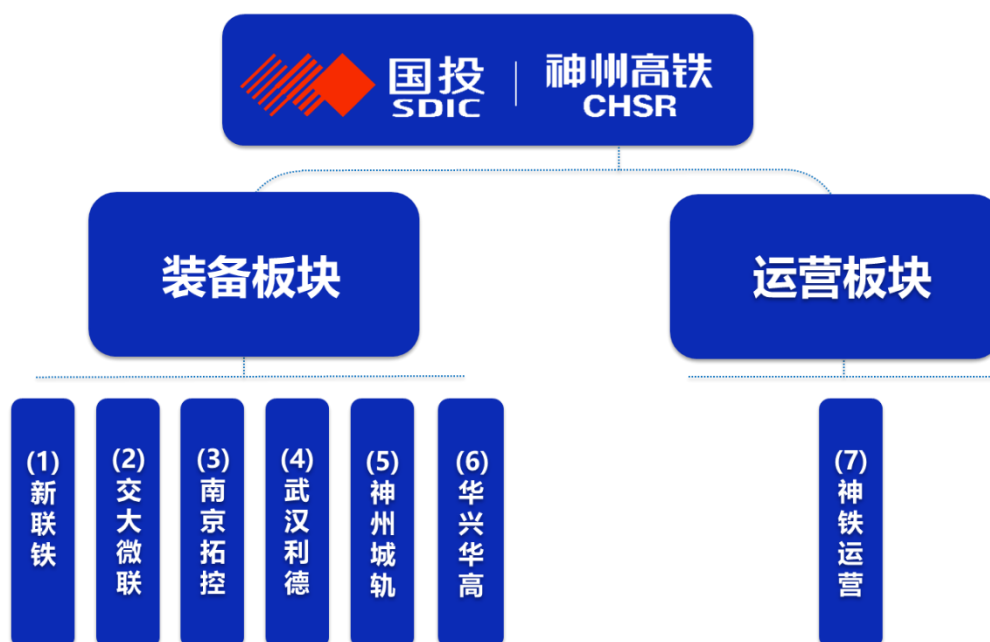 国投
SDIC
神州高铁
CHSR
装备板块
运营板块
(1)新联铁
(2)交大微联
(3)南京拓控
(4)武汉利德
(5)神州城轨
(6)华兴华高
(7)神铁运营